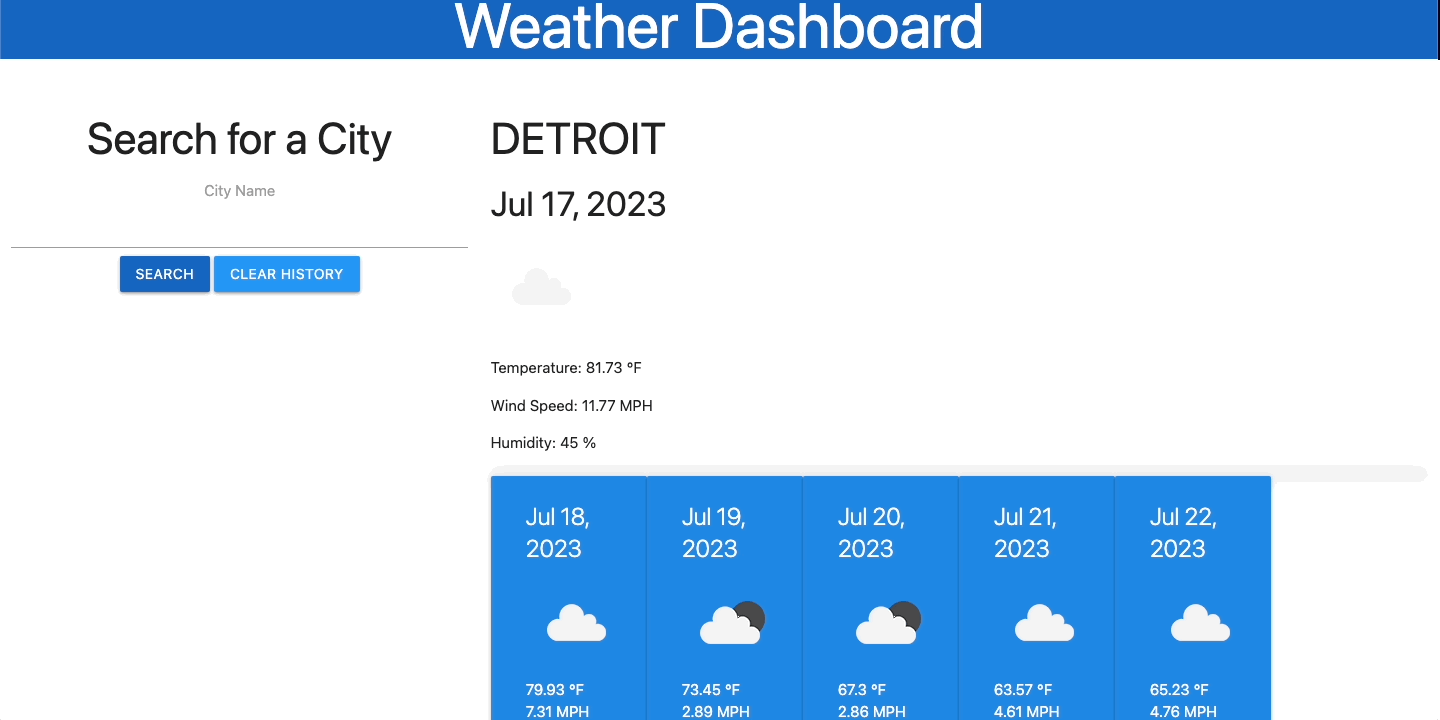 Weather Dashboard
Search for a City
City Name
SEARCH
CLEAR HISTORY
DETROIT
Jul 17, 2023
Temperature: 81.73 °F
Wind Speed: 11.77 MPH
Humidity: 45 %
Jul 18,
2023
79.93 °F
7.31 MPH
Jul 19,
2023
73.45 °F
2.89 MPH
Jul 20,
2023
67.3 °F
2.86 MPH
Jul 21,
2023
63.57 °F
4.61 MPH
Jul 22,
2023
65.23 °F
4.76 MPH